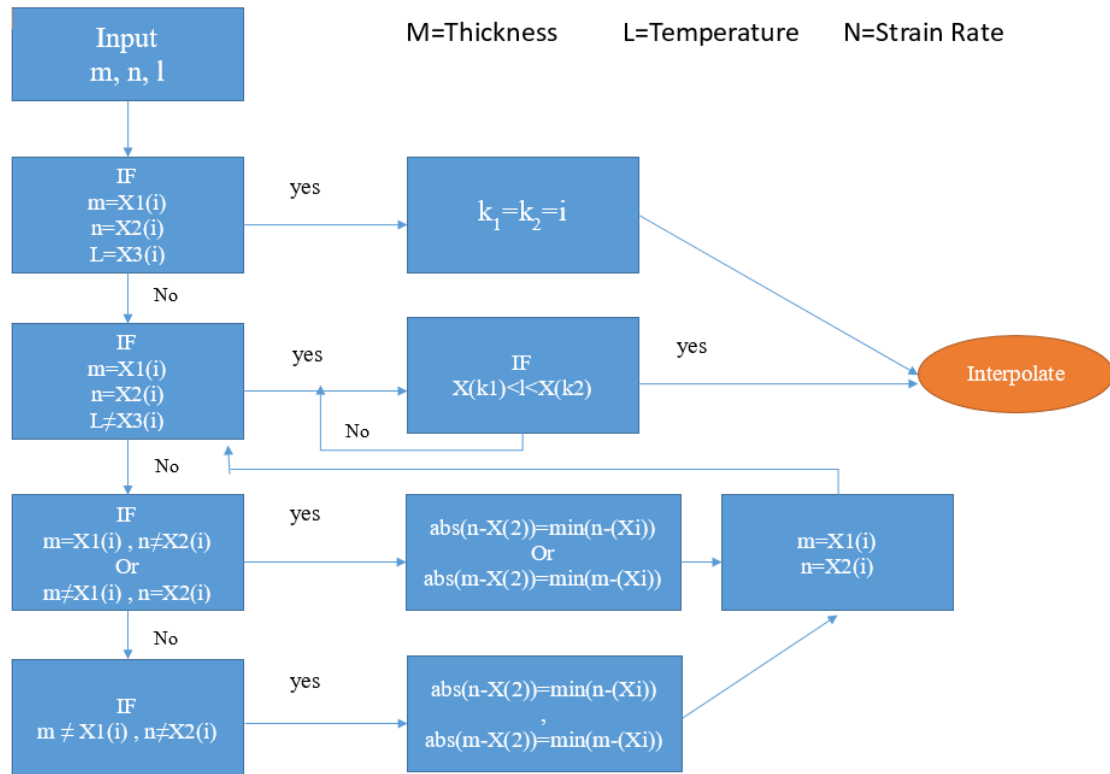 Input
m, n, l
M=Thickness L=Temperature N=Strain Rate
IF
m=X1(i)
n=X2(i)
L=X3(i)
yes
k₁=k₂=i
No
IF
m=X1(i)
n=X2(i)
L≠X3(i)
yes
IF
X(k1)<l<X(k2)
yes
Interpolate
No
No
IF
m=X1(i) , n≠X2(i)
Or
m≠X1(i) , n=X2(i)
yes
abs(n-X(2))=min(n-(Xi))
Or
abs(m-X(2))=min(m-(Xi))
m=X1(i)
n=X2(i)
No
IF
m ≠ X1(i) , n≠X2(i)
yes
abs(n-X(2))=min(n-(Xi))
,
abs(m-X(2))=min(m-(Xi))